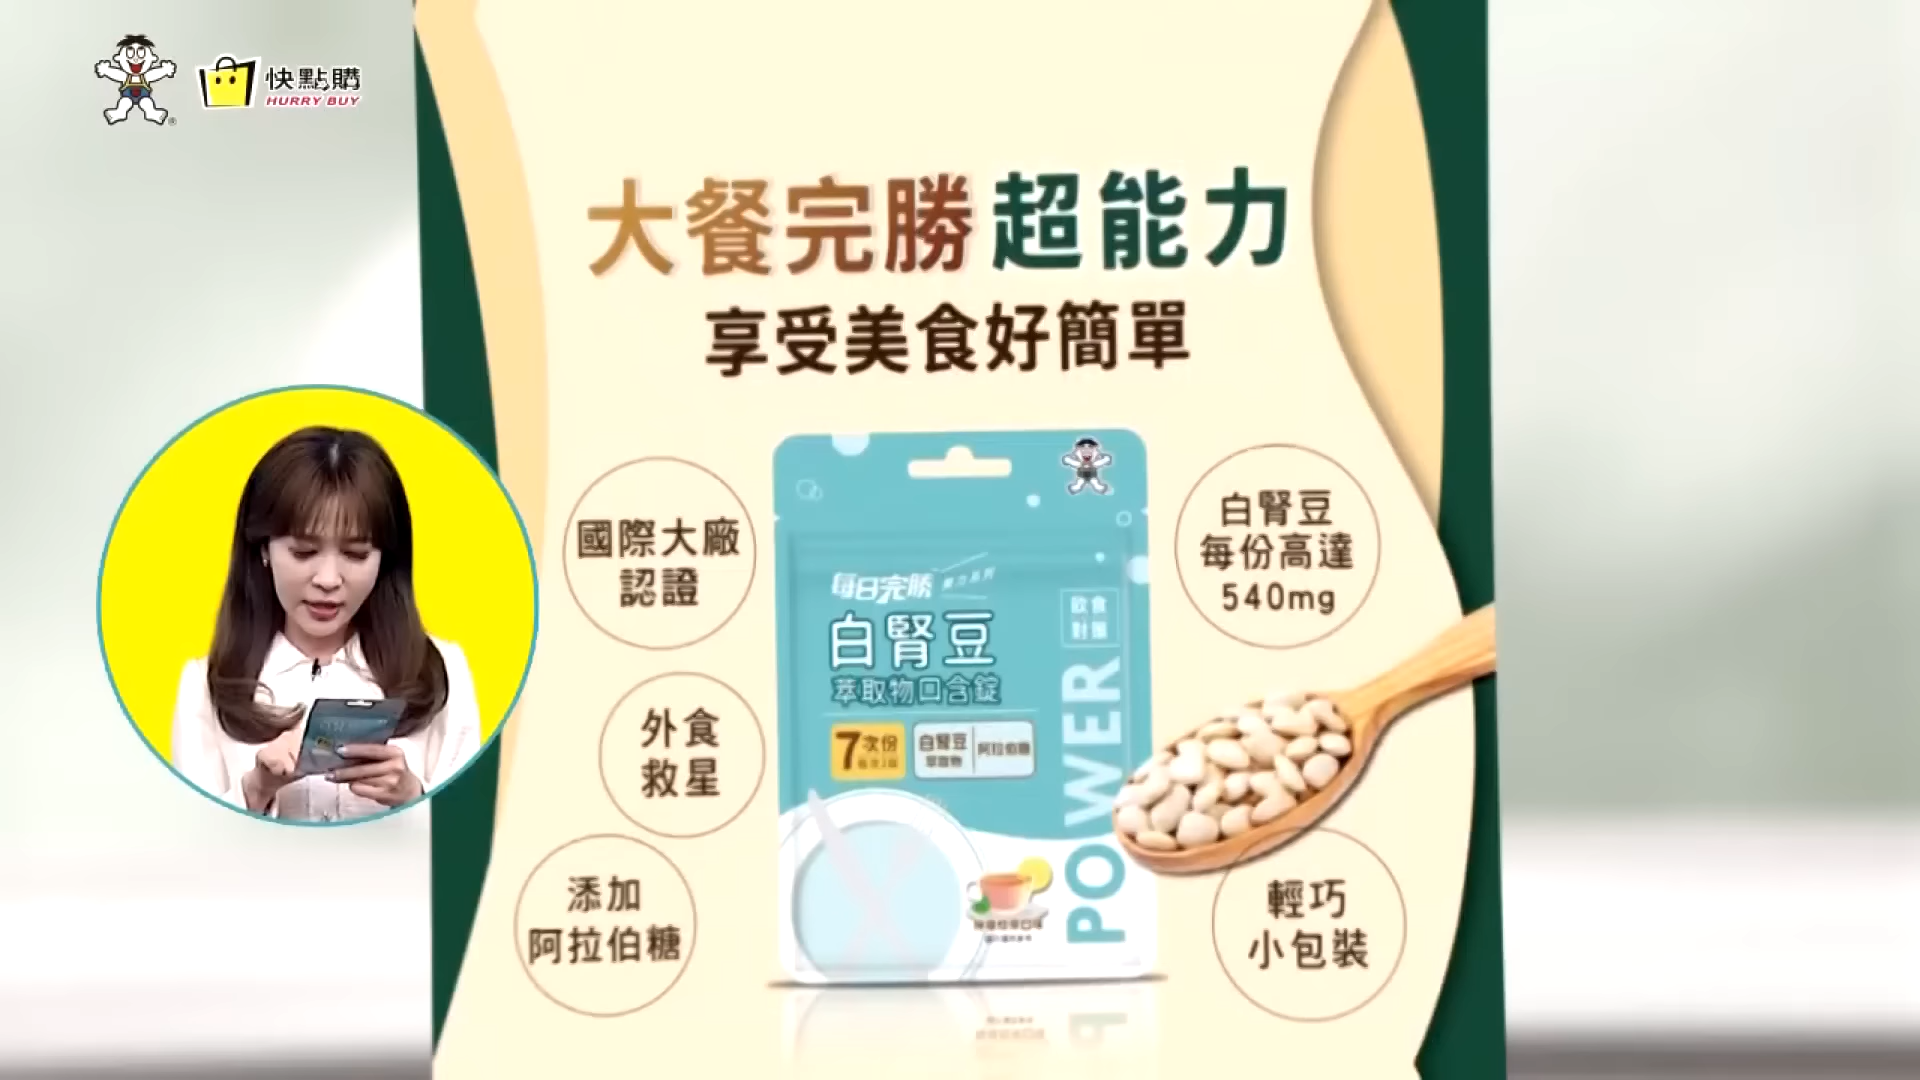 快點購
HURRY BUY
大餐完勝 超能力
享受美食好簡單
國際大廠
認證
外食
救星
添加
阿拉伯糖
白腎豆
每份高達
540mg
輕巧
小包裝
每日完勝
白腎豆
萃取物口含錠
飲食
對策
7次份
白腎豆
萃取物
阿拉伯糖
POWER